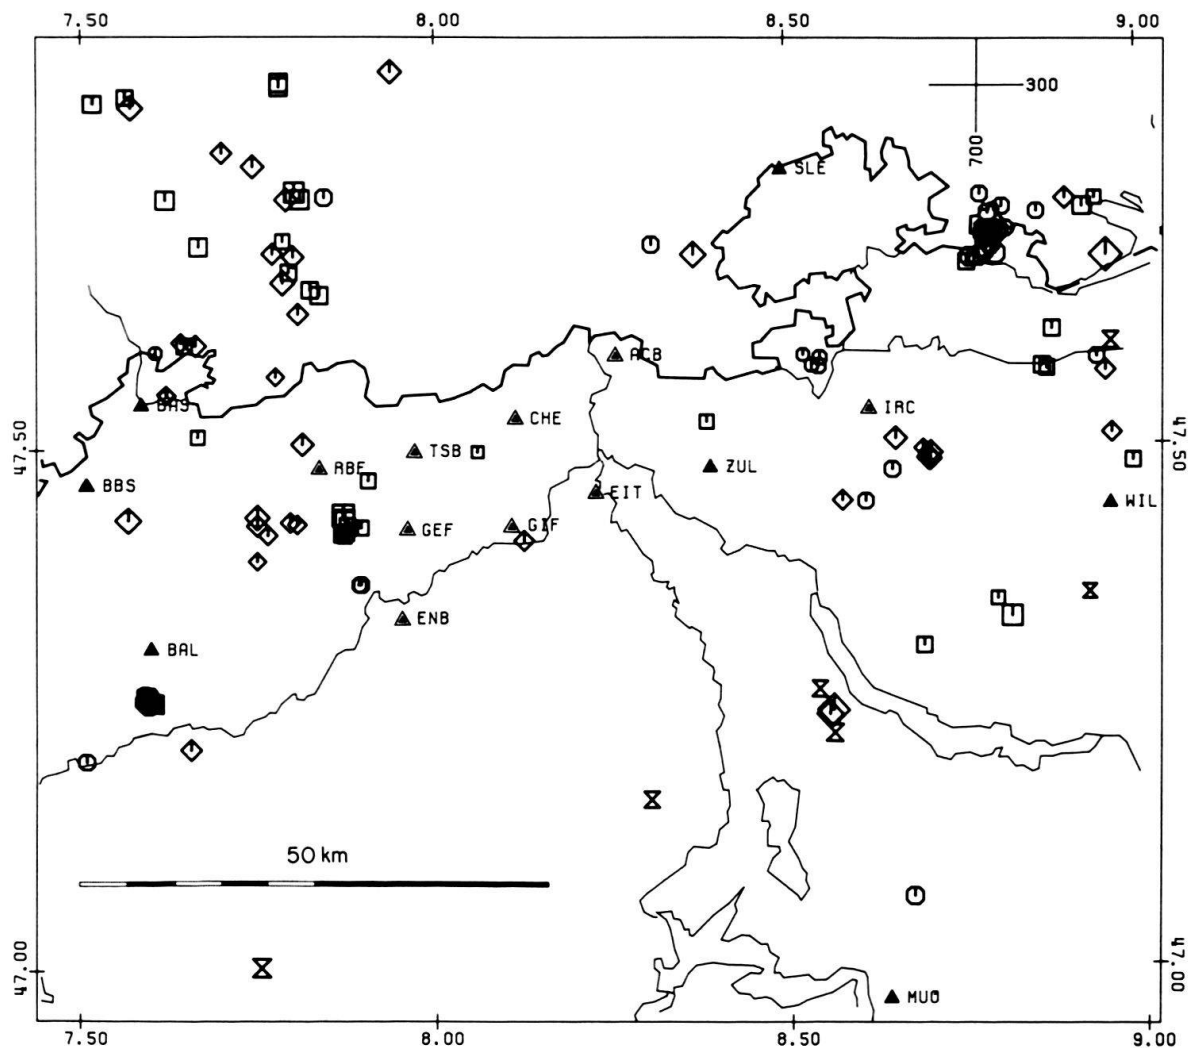 7.50 8.00 8.50 9.00
300
700
SLE
ACB
BAS
CHE
IRC
47.50
47.50
TSB
RBF
ZUL
BBS
EIT
WIL
GEF
GIF
ENB
BAL
50 km
47.00
47.00
MUO
7.50 8.00 8.50 9.00